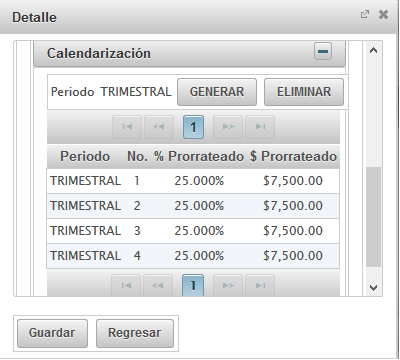 Detalle
Calendarización
Periodo TRIMESTRAL GENERAR ELIMINAR
1
Periodo No. % Prorrateado $ Prorrateado
TRIMESTRAL 1 25.000% $7,500.00
TRIMESTRAL 2 25.000% $7,500.00
TRIMESTRAL 3 25.000% $7,500.00
TRIMESTRAL 4 25.000% $7,500.00
1
Guardar Regresar